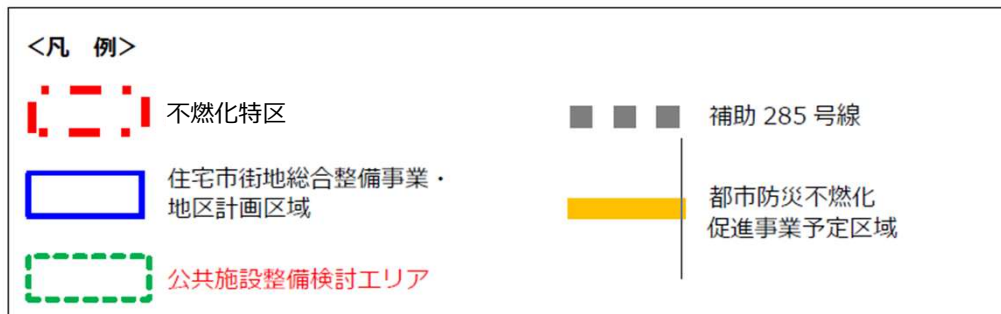 ＜凡　例＞
不燃化特区
住宅市街地総合整備事業・
地区計画区域
公共施設整備検討エリア
補助 285 号線
都市防災不燃化
促進事業予定区域